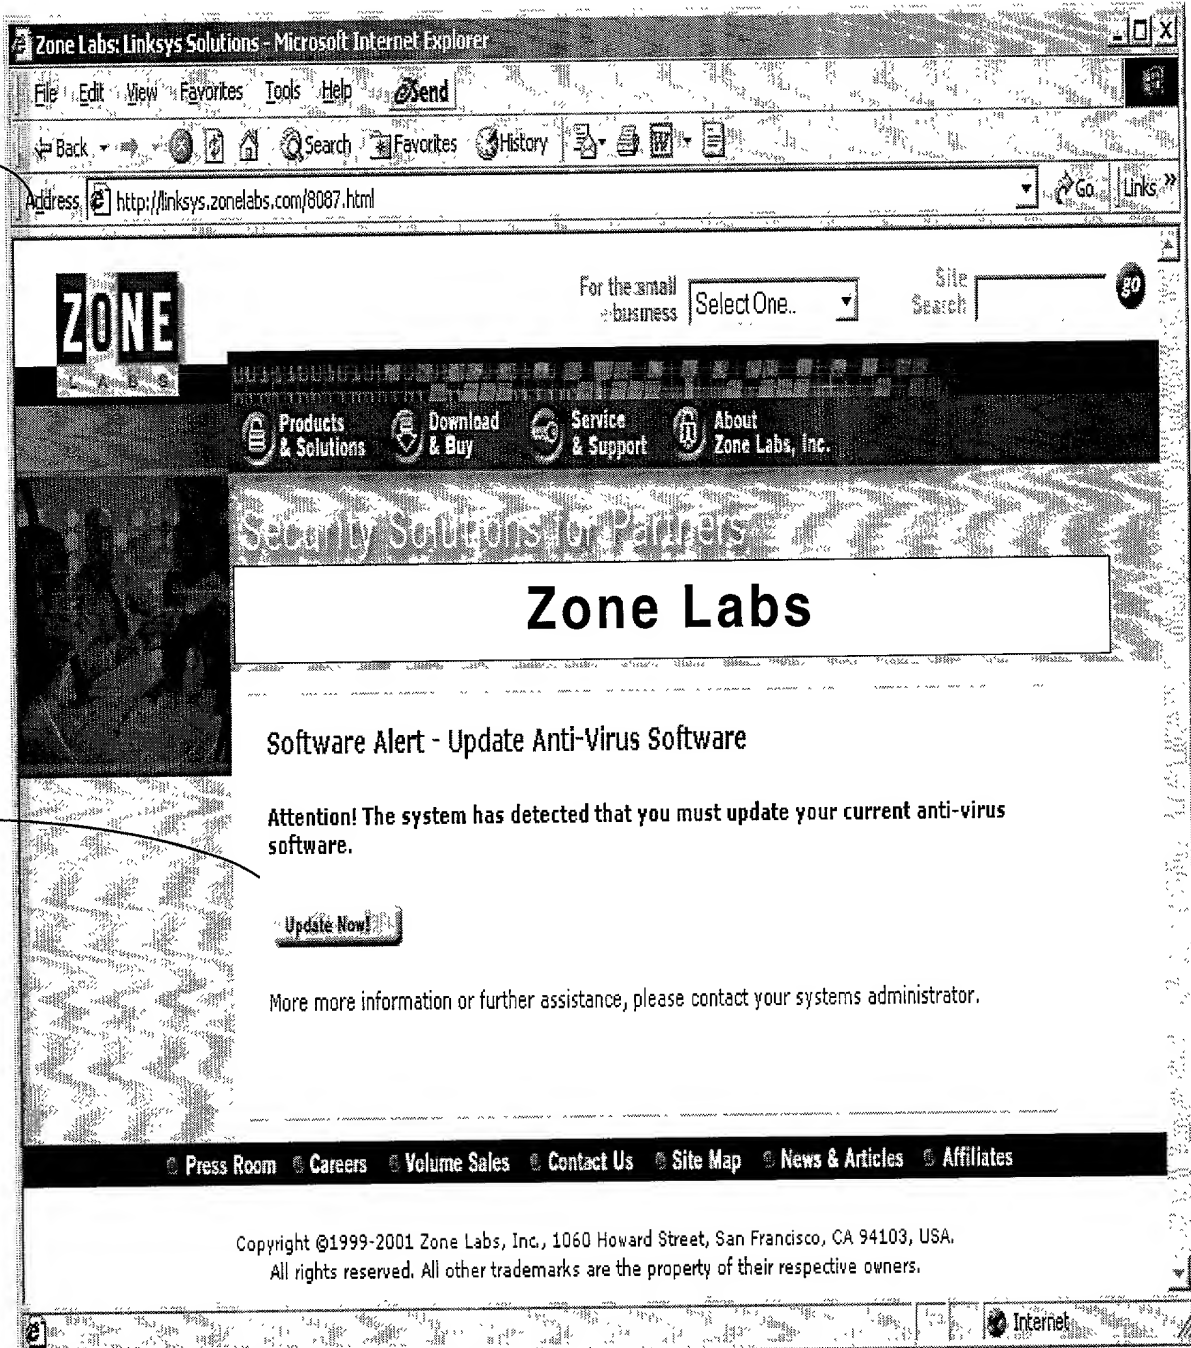 Zone Labs: Linksys Solutions - Microsoft Internet Explorer
File Edit View Favorites Tools Help Send
Back Search Favorites History
Address http://linksys.zonelabs.com/8087.html Go Links »
ZONE
LABS
For the small
e-business
Select One..
Site
Search
go
Products
& Solutions
Download
& Buy
Service
& Support
About
Zone Labs, Inc.
Security Solutions for Partners
Zone Labs
Software Alert - Update Anti-Virus Software
Attention! The system has detected that you must update your current anti-virus
software.
Update Now!
More more information or further assistance, please contact your systems administrator.
Press Room Careers Volume Sales Contact Us Site Map News & Articles Affiliates
Copyright ©1999-2001 Zone Labs, Inc., 1060 Howard Street, San Francisco, CA 94103, USA.
All rights reserved. All other trademarks are the property of their respective owners.
Internet